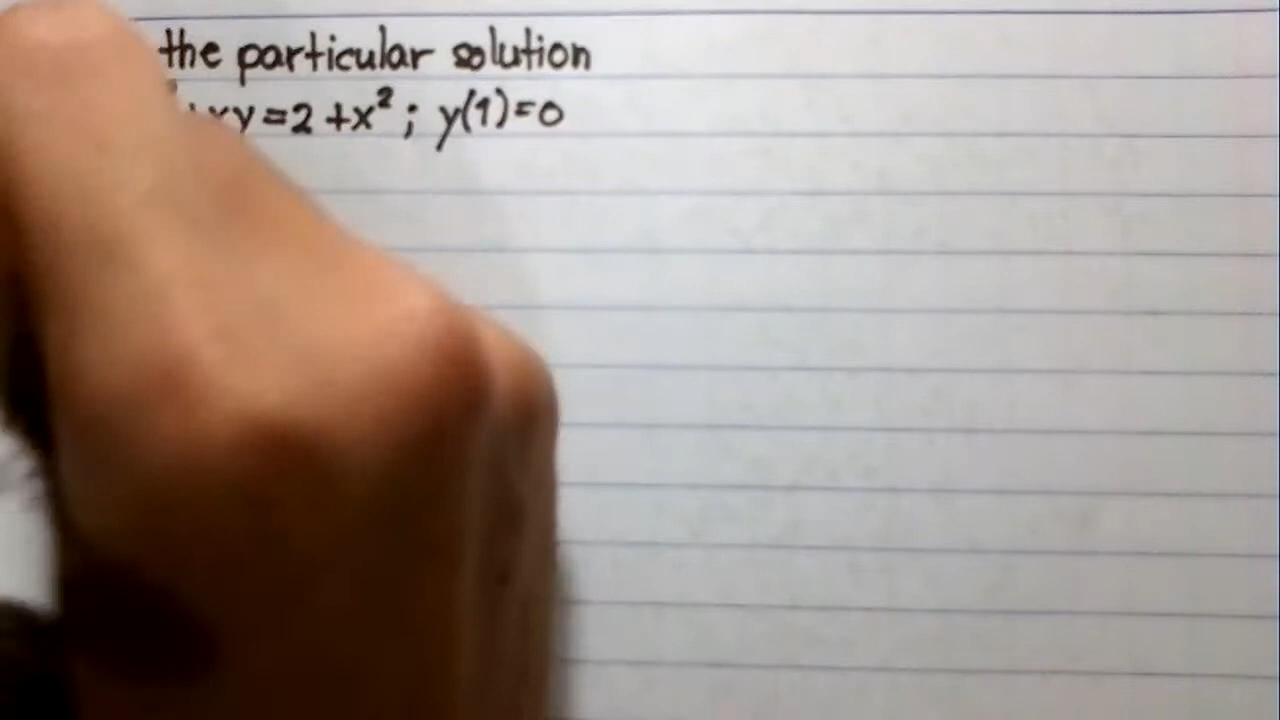 the particular solution
+xy=2+x²; y(1)=0